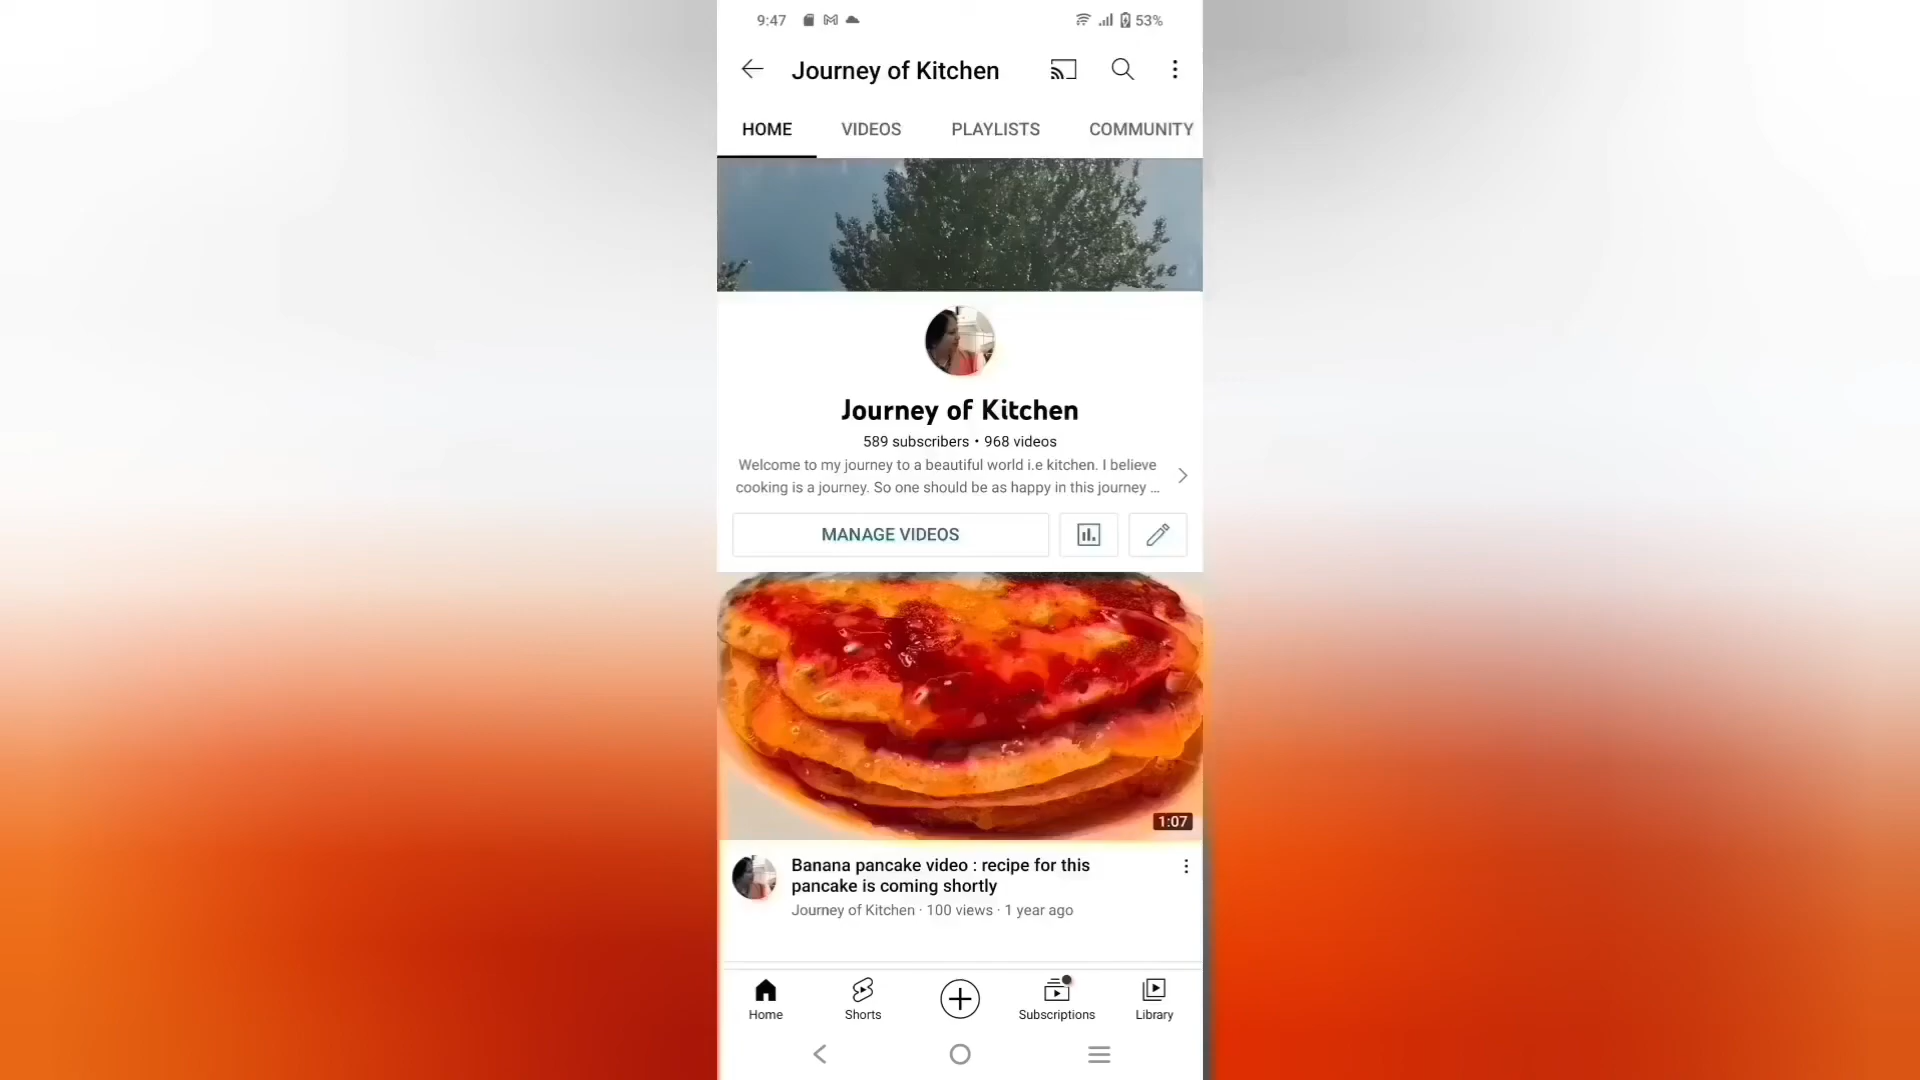 9:47
53%
Journey of Kitchen
HOME VIDEOS PLAYLISTS COMMUNITY
Journey of Kitchen
589 subscribers • 968 videos
Welcome to my journey to a beautiful world i.e kitchen. I believe
cooking is a journey. So one should be as happy in this journey ...
MANAGE VIDEOS
1:07
Banana pancake video : recipe for this
pancake is coming shortly
Journey of Kitchen · 100 views · 1 year ago
Home Shorts Subscriptions Library